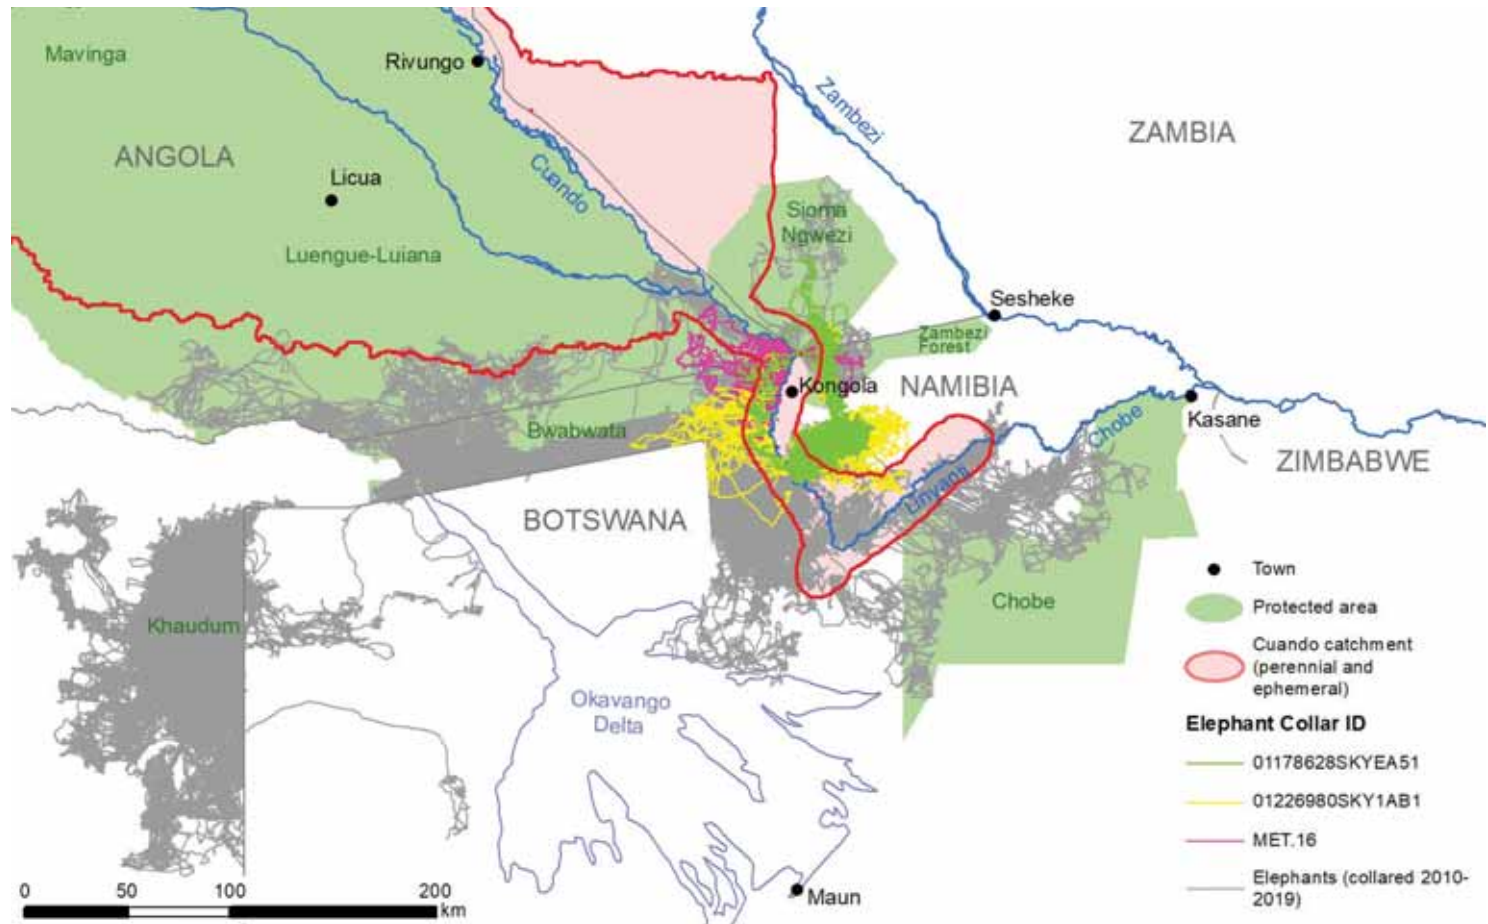 Mavinga
Rivungo
Zambezi
ZAMBIA
ANGOLA
Licua
Cuando
Sioma
Ngwezi
Luengue-Luiana
Sesheke
Zambezi
Forest
Kongola
NAMIBIA
Kasane
Chobe
Bwabwata
ZIMBABWE
Linyanti
BOTSWANA
Khaudum
Chobe
Okavango
Delta
Maun
Town
Protected area
Cuando catchment
(perennial and
ephemeral)
Elephant Collar ID
01178628SKYEA51
01226980SKY1AB1
MET.16
Elephants (collared 2010-
2019)
0 50 100 200
km